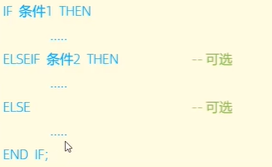 IF 条件1 THEN
.....
ELSEIF 条件2 THEN -- 可选
.....
ELSE -- 可选
.....
END IF;